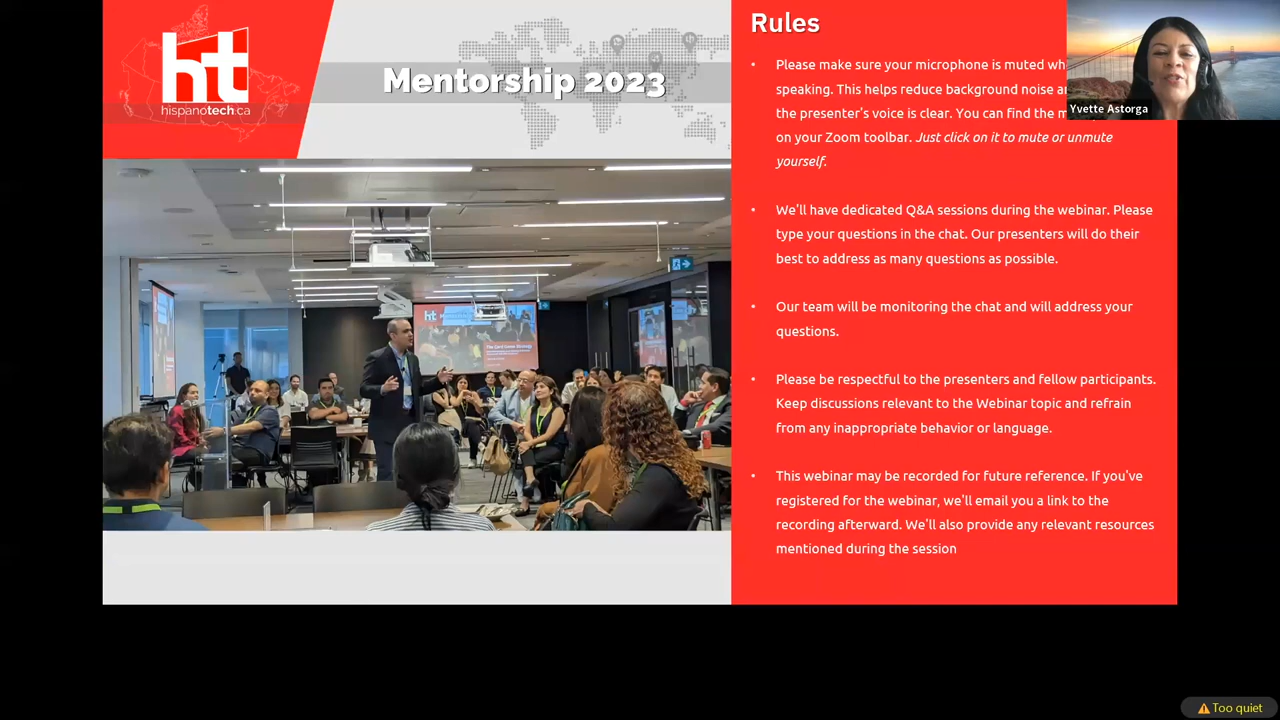 ht
hispanotech.ca
Mentorship 2023
Rules
Please make sure your microphone is muted
speaking. This helps reduce background noise
the presenter's voice is clear. You can find the
on your Zoom toolbar. Just click on it to mute or unmute
yourself.
We'll have dedicated Q&A sessions during the webinar. Please
type your questions in the chat. Our presenters will do their
best to address as many questions as possible.
Our team will be monitoring the chat and will address your
questions.
Please be respectful to the presenters and fellow participants.
Keep discussions relevant to the Webinar topic and refrain
from any inappropriate behavior or language.
This webinar may be recorded for future reference. If you've
registered for the webinar, we'll email you a link to the
recording afterward. We'll also provide any relevant resources
mentioned during the session
Yvette Astorga
ht
Too quiet